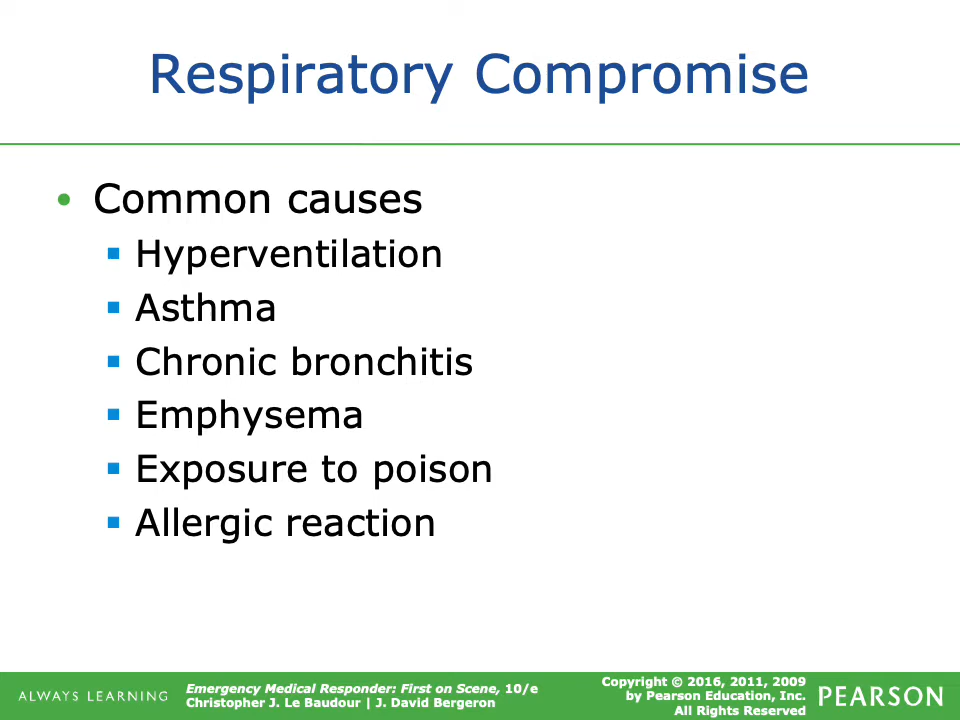 Respiratory Compromise
• Common causes
▪ Hyperventilation
▪ Asthma
▪ Chronic bronchitis
▪ Emphysema
▪ Exposure to poison
▪ Allergic reaction
ALWAYS LEARNING
Emergency Medical Responder: First on Scene, 10/e
Christopher J. Le Baudour | J. David Bergeron
Copyright © 2016, 2011, 2009
by Pearson Education, Inc.
All Rights Reserved
PEARSON